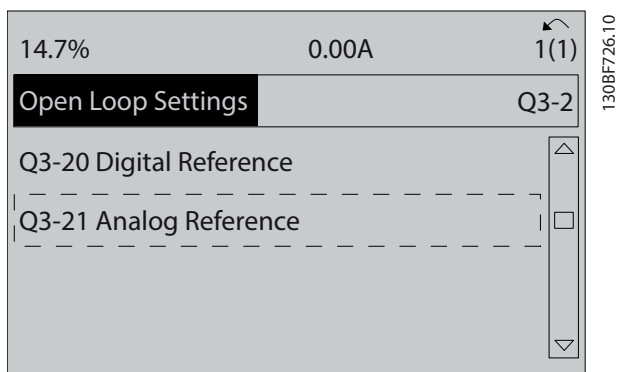 14.7% 0.00A 1(1)
Open Loop Settings Q3-2
Q3-20 Digital Reference
Q3-21 Analog Reference
130BF726.10